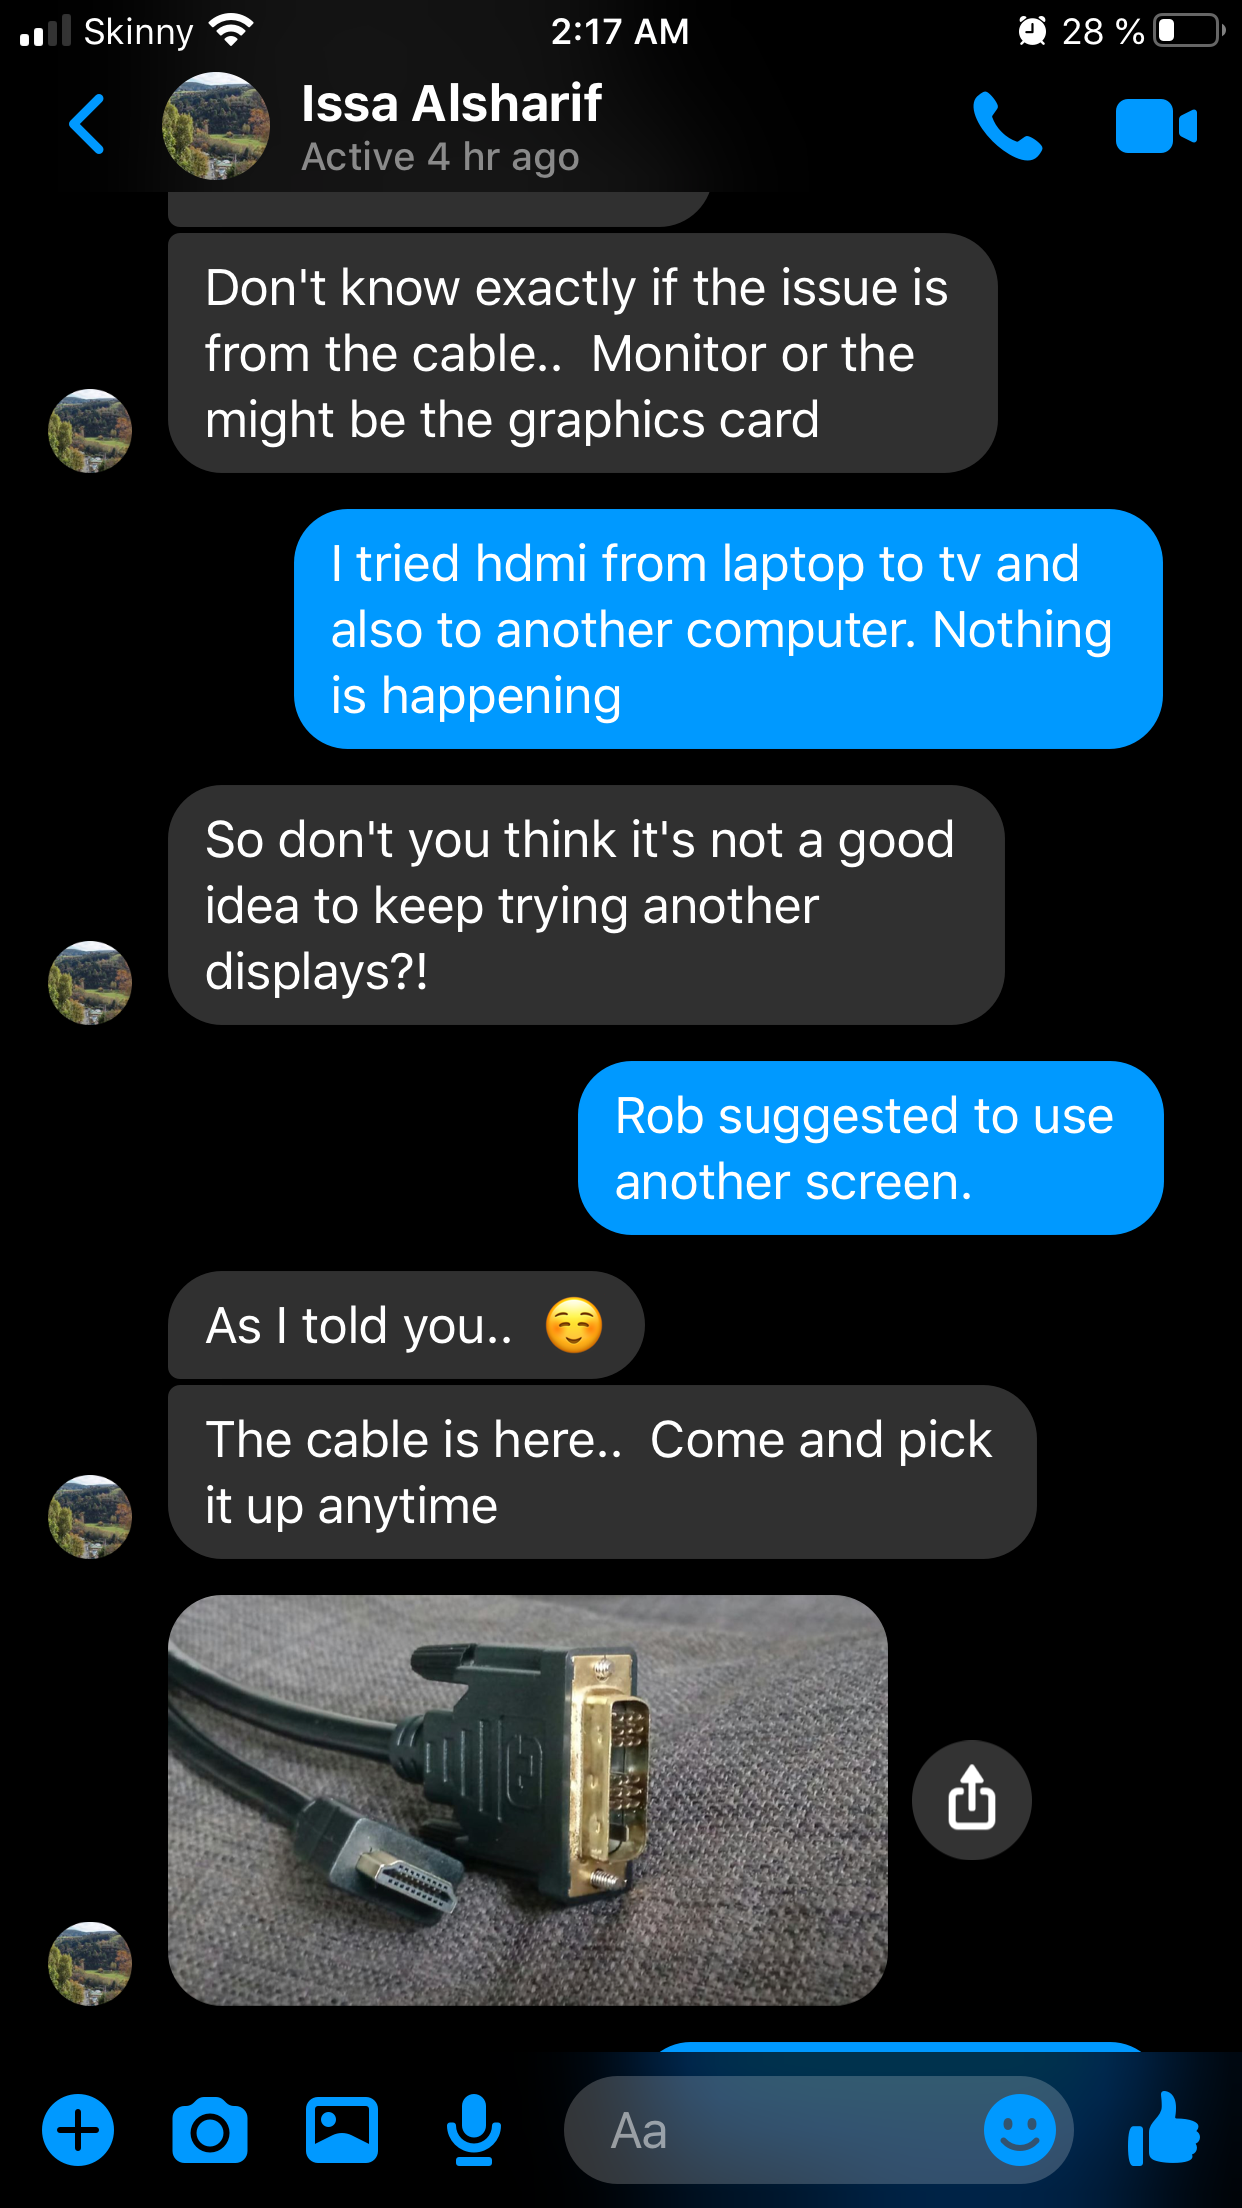 Skinny 2:17 AM 28 %
Issa Alsharif
Active 4 hr ago
Don't know exactly if the issue is
from the cable.. Monitor or the
might be the graphics card
I tried hdmi from laptop to tv and
also to another computer. Nothing
is happening
So don't you think it's not a good
idea to keep trying another
displays?!
Rob suggested to use
another screen.
As I told you.. ☺️
The cable is here.. Come and pick
it up anytime
Aa